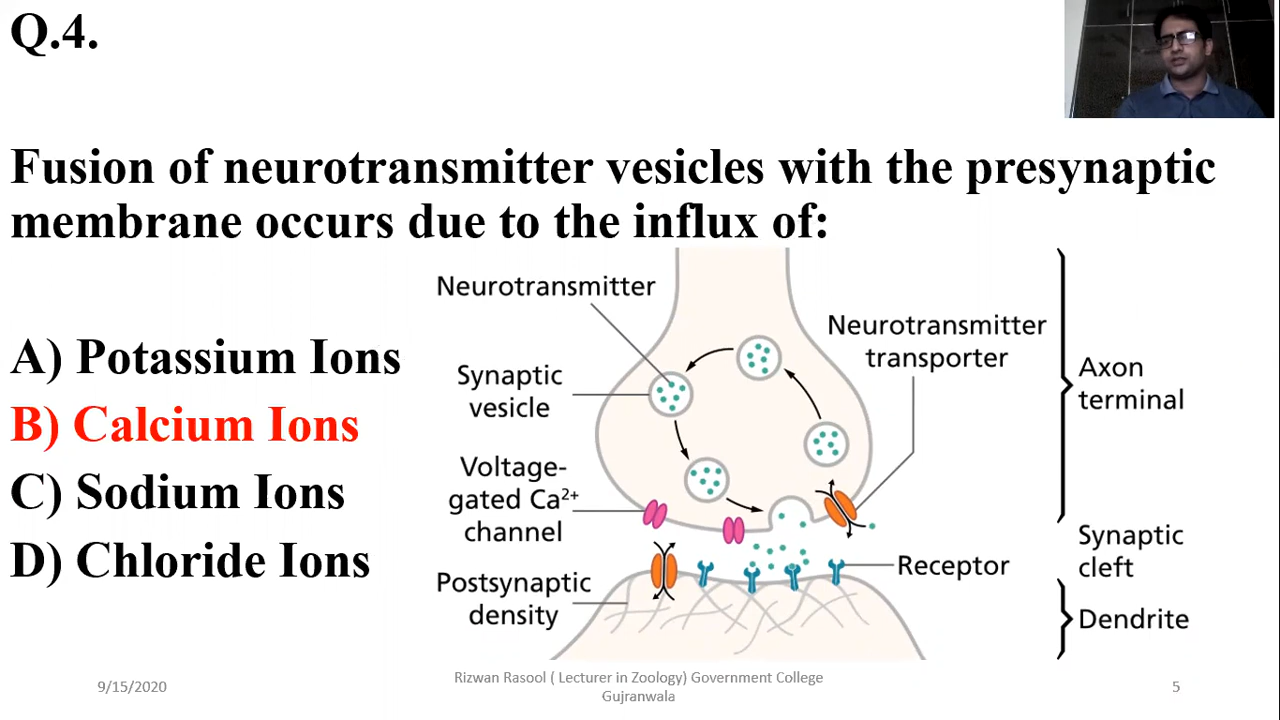 Q.4.
Fusion of neurotransmitter vesicles with the presynaptic
membrane occurs due to the influx of:
A) Potassium Ions
B) Calcium Ions
C) Sodium Ions
D) Chloride Ions
Neurotransmitter
Synaptic
vesicle
Voltage-
gated Ca²⁺
channel
Postsynaptic
density
Neurotransmitter
transporter
Receptor
Axon
terminal
Synaptic
cleft
Dendrite
9/15/2020
Rizwan Rasool ( Lecturer in Zoology) Government College
Gujranwala
5